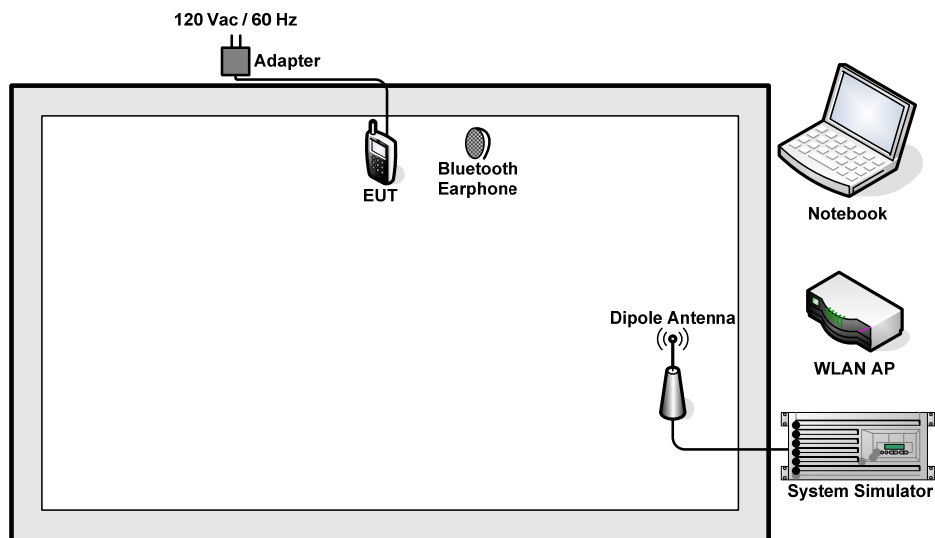 120 Vac / 60 Hz
Adapter
EUT
Bluetooth
Earphone
Notebook
Dipole Antenna
WLAN AP
System Simulator